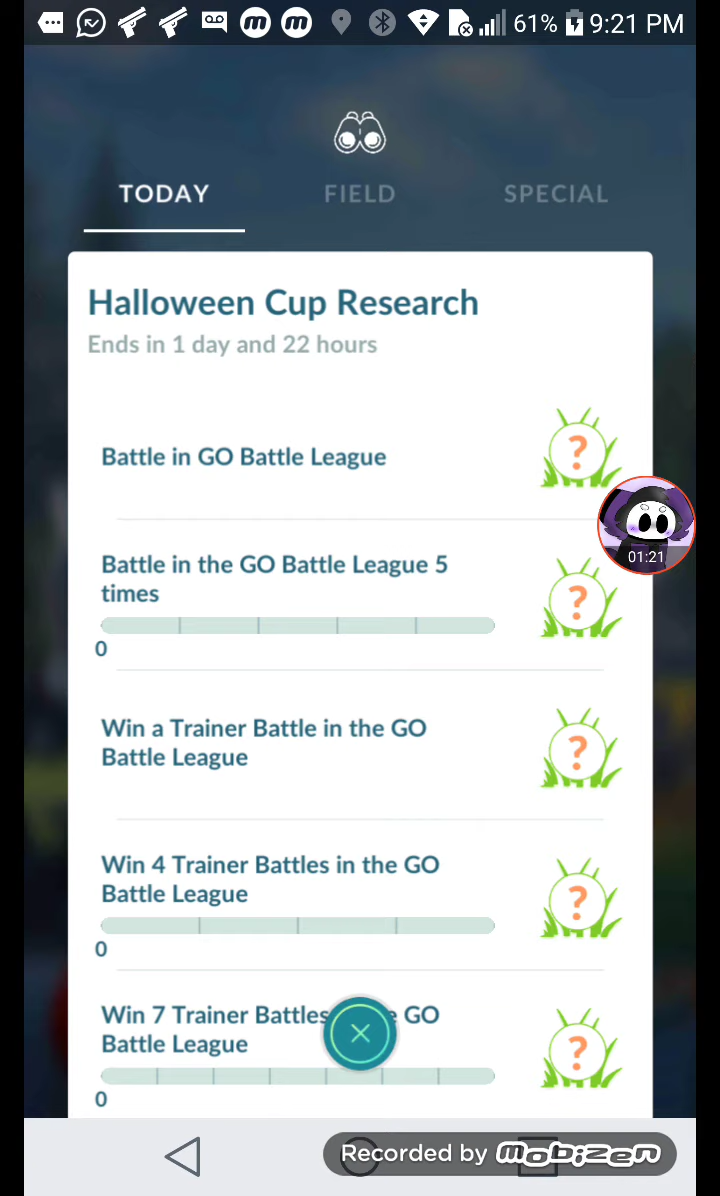 61% 9:21 PM
TODAY FIELD SPECIAL
Halloween Cup Research
Ends in 1 day and 22 hours
Battle in GO Battle League
?
01:21
Battle in the GO Battle League 5
times
?
0
Win a Trainer Battle in the GO
Battle League
?
Win 4 Trainer Battles in the GO
Battle League
?
0
Win 7 Trainer Battles GO
Battle League
?
0
Recorded by mobizen